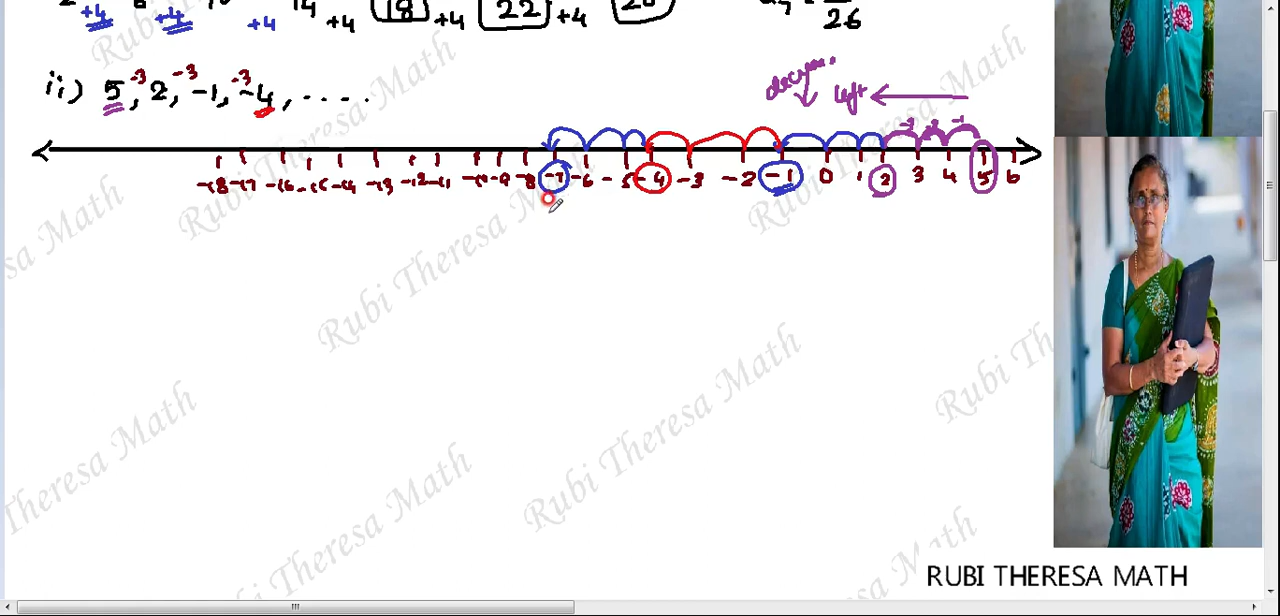 +4 +4 +4 14 +4 18 +4 22 +4
26
ii) 5, 2, -1, -4, ....
-3 -3 -3
decrease left
-3 -2 -1
-18 -17 -16 -15 -14 -13 -12 -11 -10 -9 -8 -7 -6 -5 -4 -3 -2 -1 0 1 2 3 4 5 6
Rubi Theresa Math
RUBI THERESA MATH